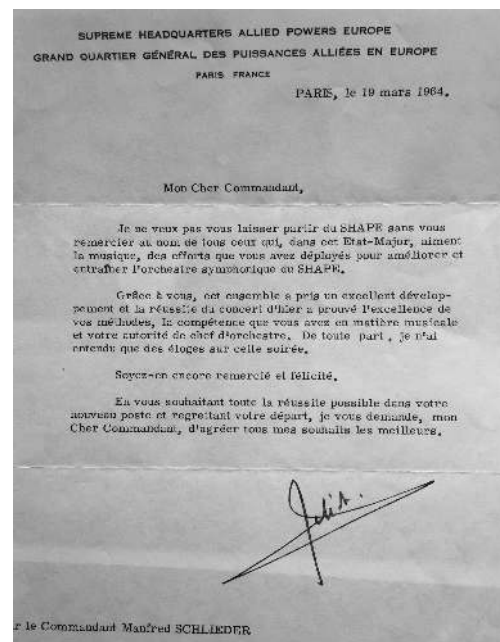 SUPREME HEADQUARTERS ALLIED POWERS EUROPE
GRAND QUARTIER GÉNÉRAL DES PUISSANCES ALLIÉES EN EUROPE
PARIS FRANCE
PARIS, le 19 mars 1964.
Mon Cher Commandant,
Je ne veux pas vous laisser partir du SHAPE sans vous
remercier au nom de tous ceux qui, dans cet Etat-Major, aiment
la musique, des efforts que vous avez déployés pour améliorer et
entraîner l'orchestre symphonique du SHAPE.
Grâce à vous, cet ensemble a pris un excellent dévelop-
pement et la réussite du concert d'hier a prouvé l'excellence de
vos méthodes, la compétence que vous avez en matière musicale
et votre autorité de chef d'orchestre. De toute part, je n'ai
entendu que des éloges sur cette soirée.
Soyez-en encore remercié et félicité.
En vous souhaitant toute la réussite possible dans votre
nouveau poste et regrettant votre départ, je vous demande, mon
Cher Commandant, d'agréer tous mes souhaits les meilleurs.
r le Commandant Manfred SCHLIEDER